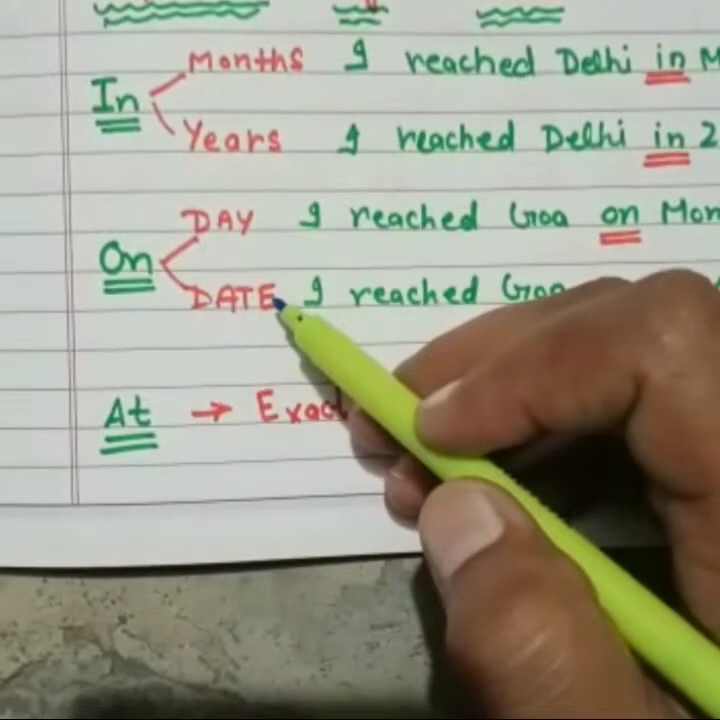 Months I reached Delhi in M
In
Years I reached Delhi in 2
DAY I reached Goa on Mon
On
DATE I reached Goa
At → Exact